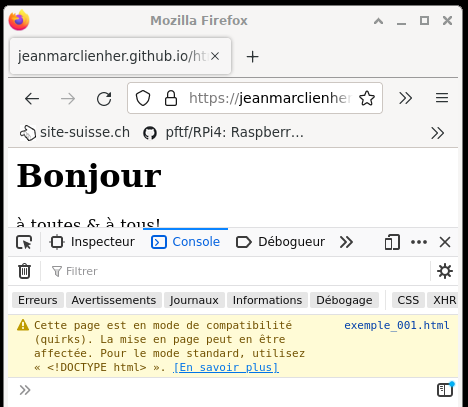 Mozilla Firefox
jeanmarclienher.github.io/ht
https://jeanmarclienher
site-suisse.ch pftf/RPi4: Raspberr…
Bonjour
à toutes & à tous!
Inspecteur Console Débogueur
Filtrer
Erreurs Avertissements Journaux Informations Débogage CSS XHR
Cette page est en mode de compatibilité exemple_001.html
(quirks). La mise en page peut en être
affectée. Pour le mode standard, utilisez
« <!DOCTYPE html> ». [En savoir plus]